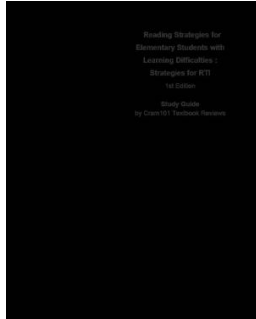 Reading Strategies for
Elementary Students with
Learning Difficulties :
Strategies for RTI
1st Edition
Study Guide
by Cram101 Textbook Reviews